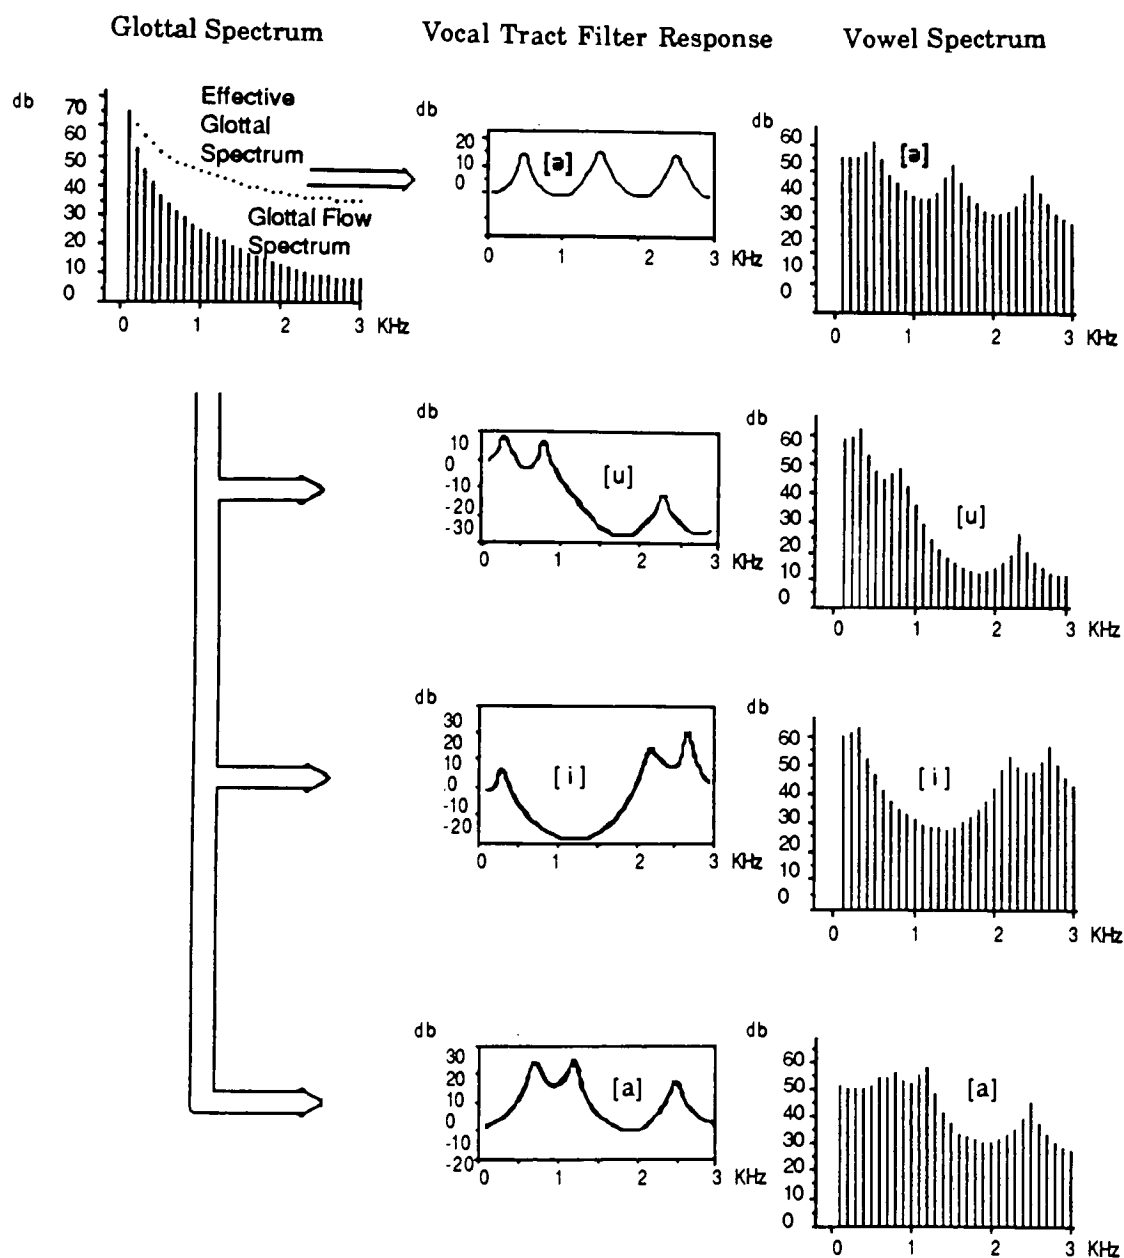 Glottal Spectrum
Vocal Tract Filter Response
Vowel Spectrum
db
70
60
50
40
30
20
10
0
Effective
Glottal
Spectrum
Glottal Flow
Spectrum
0 1 2 3 KHz
db
20
10
0
[ə]
0 1 2 3 KHz
db
60
50
40
30
20
10
0
[ə]
0 1 2 3 KHz
db
10
0
-10
-20
-30
[u]
0 1 2 3 KHz
db
60
50
40
30
20
10
0
[u]
0 1 2 3 KHz
db
30
20
10
.0
-10
-20
[i]
0 1 2 3 KHz
db
60
50
40
30
20
10
0
[i]
0 1 2 3 KHz
db
30
20
10
0
-10
-20
[a]
0 1 2 3 KHz
db
60
50
40
30
20
10
0
[a]
0 1 2 3 KHz